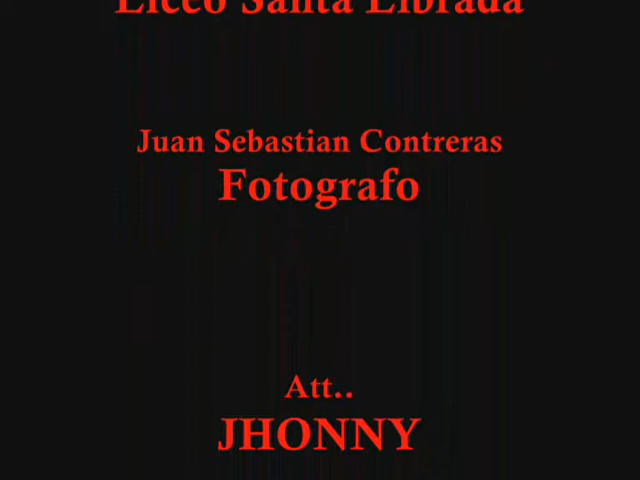 Liceo Santa Librada
Juan Sebastian Contreras
Fotografo
Att..
JHONNY